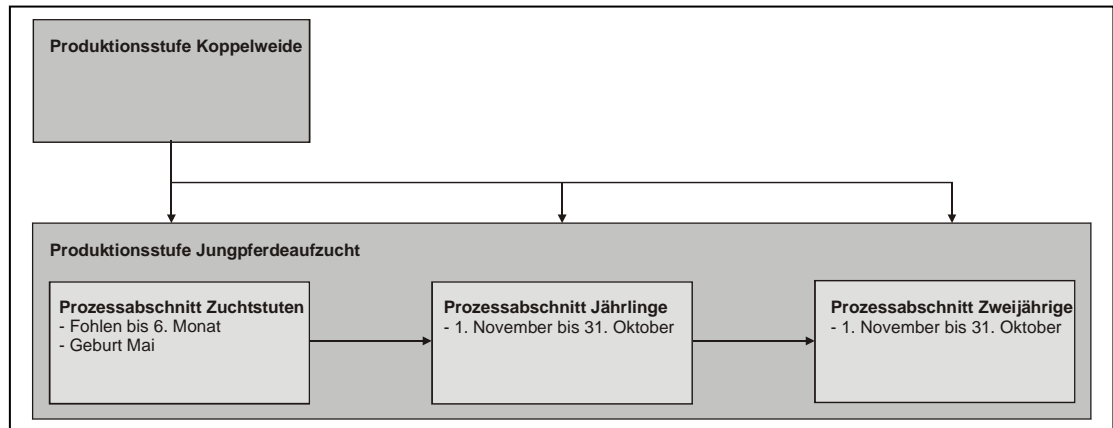 Produktionsstufe Koppelweide
Produktionsstufe Jungpferdeaufzucht
Prozessabschnitt Zuchtstuten
- Fohlen bis 6. Monat
- Geburt Mai
Prozessabschnitt Jährlinge
- 1. November bis 31. Oktober
Prozessabschnitt Zweijährige
- 1. November bis 31. Oktober